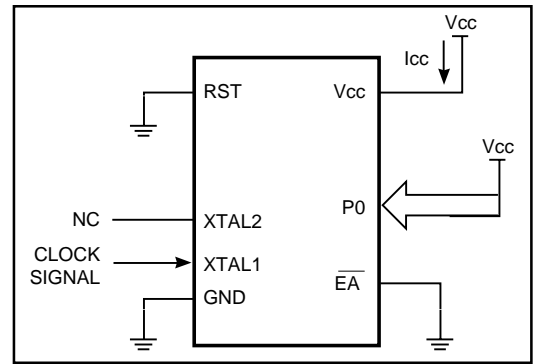 Vcc
Icc
RST
Vcc
Vcc
P0
NC
XTAL2
CLOCK
SIGNAL
XTAL1
GND
EA